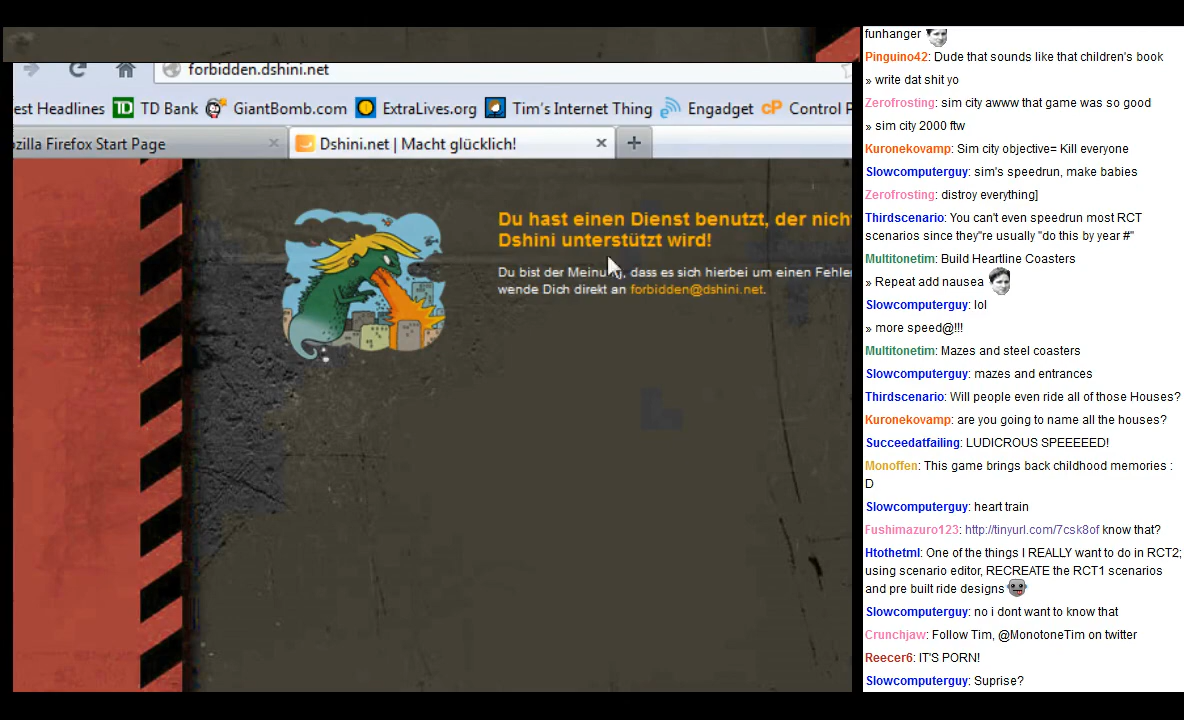 forbidden.dshini.net
est Headlines TD TD Bank GiantBomb.com ExtraLives.org Tim's Internet Thing Engadget cP Control P
zilla Firefox Start Page Dshini.net | Macht glücklich!
Du hast einen Dienst benutzt, der nich
Dshini unterstützt wird!
Du bist der Meinung, dass es sich hierbei um einen Fehle
wende Dich direkt an forbidden@dshini.net.
funhanger
Pinguino42: Dude that sounds like that children's book
» write dat shit yo
Zerofrosting: sim city awww that game was so good
» sim city 2000 ftw
Kuronekovamp: Sim city objective= Kill everyone
Slowcomputerguy: sim's speedrun, make babies
Zerofrosting: distroy everything]
Thirdscenario: You can't even speedrun most RCT
scenarios since they"re usually "do this by year #"
Multitonetim: Build Heartline Coasters
» Repeat add nausea
Slowcomputerguy: lol
» more speed@!!!
Multitonetim: Mazes and steel coasters
Slowcomputerguy: mazes and entrances
Thirdscenario: Will people even ride all of those Houses?
Kuronekovamp: are you going to name all the houses?
Succeedatfailing: LUDICROUS SPEEEEED!
Monoffen: This game brings back childhood memories :
D
Slowcomputerguy: heart train
Fushimazuro123: http://tinyurl.com/7csk8of know that?
Htothetml: One of the things I REALLY want to do in RCT2;
using scenario editor, RECREATE the RCT1 scenarios
and pre built ride designs
Slowcomputerguy: no i dont want to know that
Crunchjaw: Follow Tim, @MonotoneTim on twitter
Reecer6: IT'S PORN!
Slowcomputerguy: Suprise?